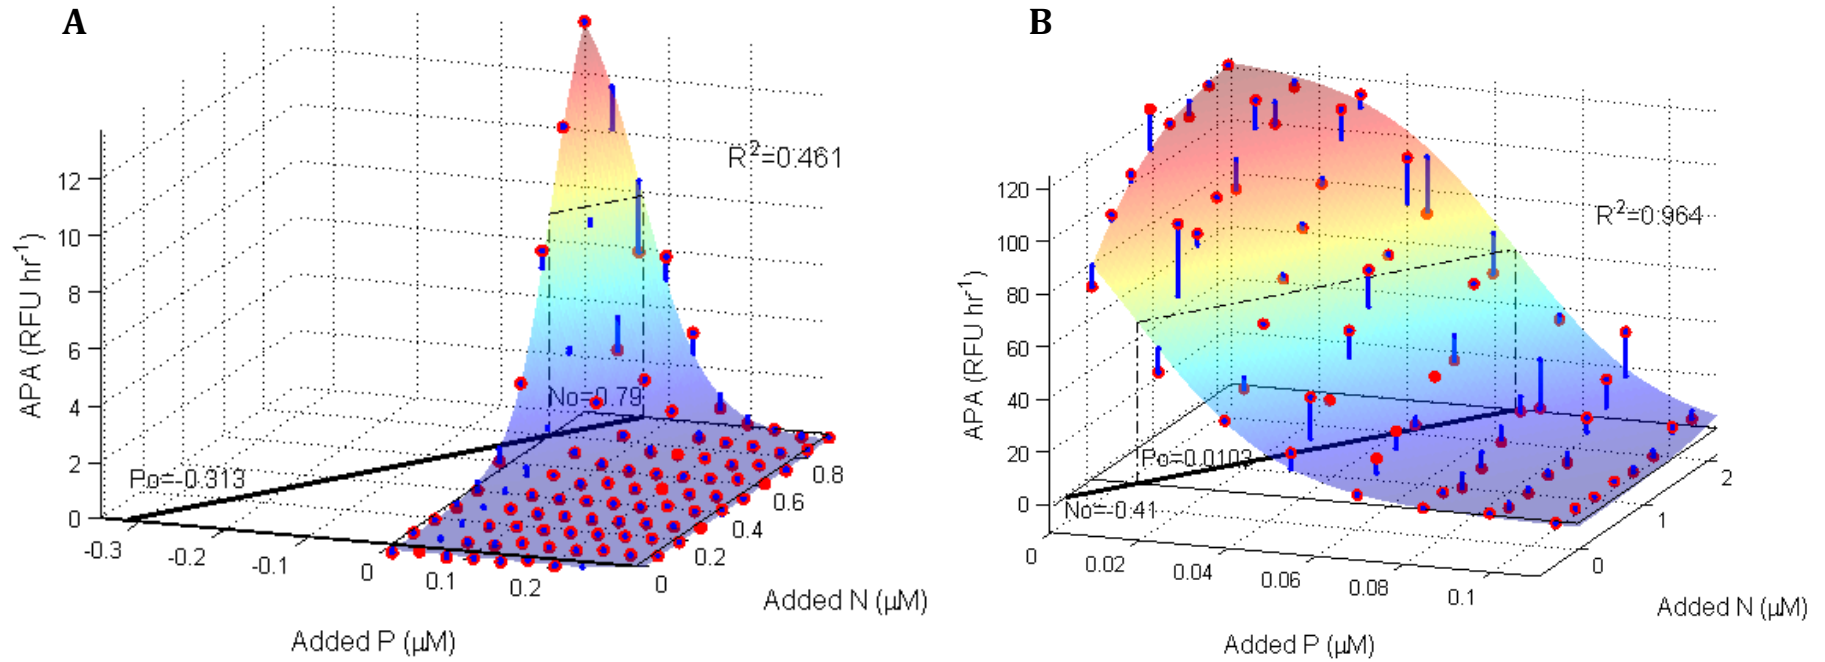 A
B
R²=0.461
12
10
8
6
4
2
0
APA (RFU hr⁻¹)
No=0.79
Po=-0.313
-0.3
-0.2
-0.1
0
0.1
0.2
0
0.2
0.4
0.6
0.8
Added N (µM)
Added P (µM)
R²=0.964
120
100
80
60
40
20
0
APA (RFU hr⁻¹)
Po=0.0103
No=-0.41
0
0.02
0.04
0.06
0.08
0.1
0
1
2
Added N (µM)
Added P (µM)